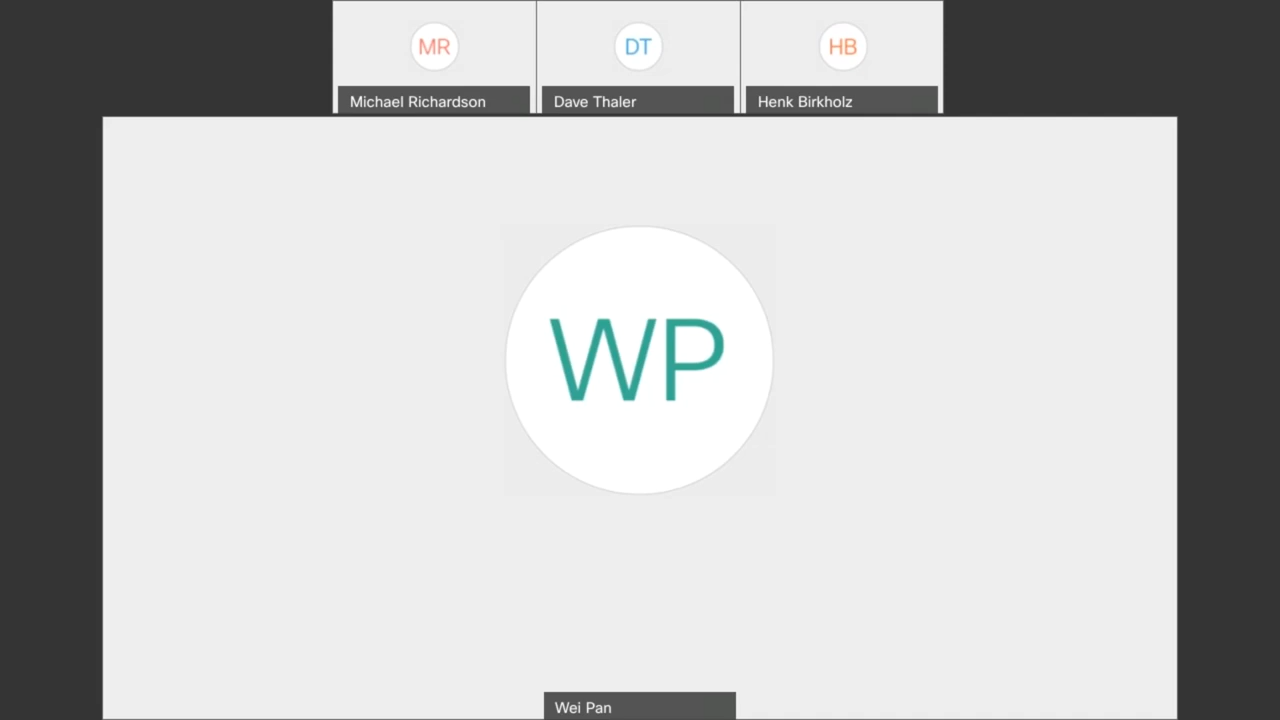 MR
DT
HB
Michael Richardson
Dave Thaler
Henk Birkholz
WP
Wei Pan